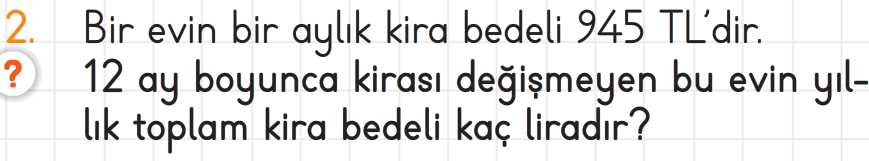 2. Bir evin bir aylık kira bedeli 945 TL'dir.
? 12 ay boyunca kirası değişmeyen bu evin yıl-
lık toplam kira bedeli kaç liradır?